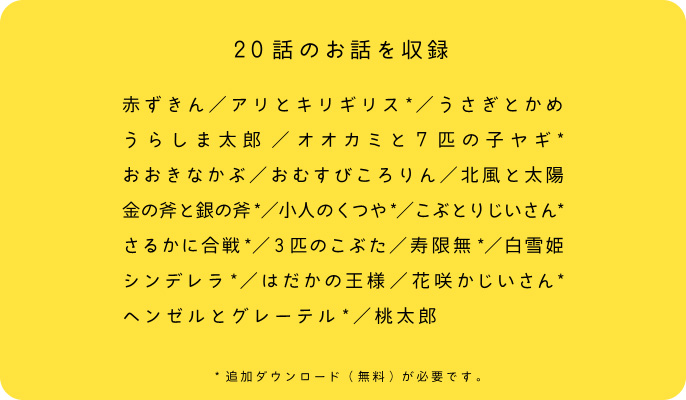 20話のお話を収録
赤ずきん／アリとキリギリス*／うさぎとかめ
うらしま太郎／オオカミと7匹の子ヤギ*
おおきなかぶ／おむすびころりん／北風と太陽
金の斧と銀の斧*／小人のくつや*／こぶとりじいさん*
さるかに合戦*／3匹のこぶた／寿限無*／白雪姫
シンデレラ*／はだかの王様／花咲かじいさん*
ヘンゼルとグレーテル*／桃太郎
*追加ダウンロード（無料）が必要です。